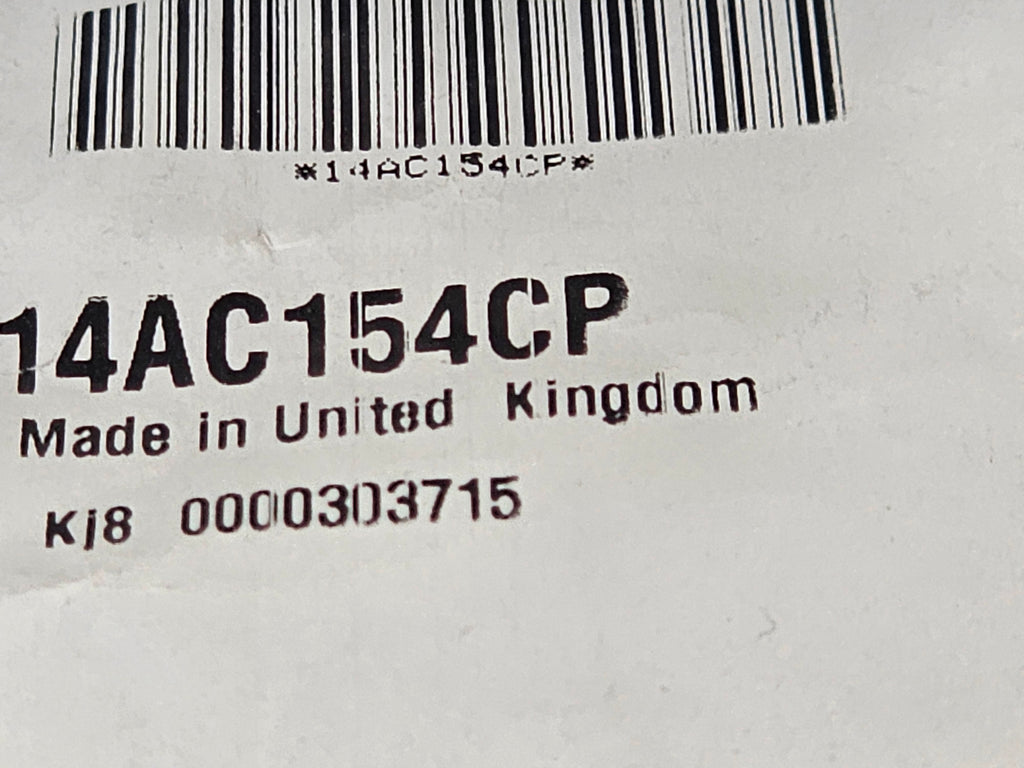 *14AC154CP*
14AC154CP
Made in United Kingdom
Kj8 0000303715